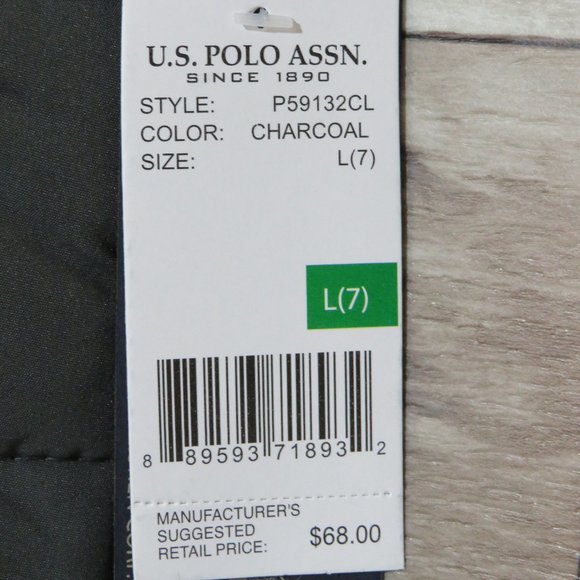 U.S. POLO ASSN.
SINCE 1890
STYLE: P59132CL
COLOR: CHARCOAL
SIZE: L(7)
L(7)
8 89593 71893 2
MANUFACTURER'S
SUGGESTED
RETAIL PRICE: $68.00